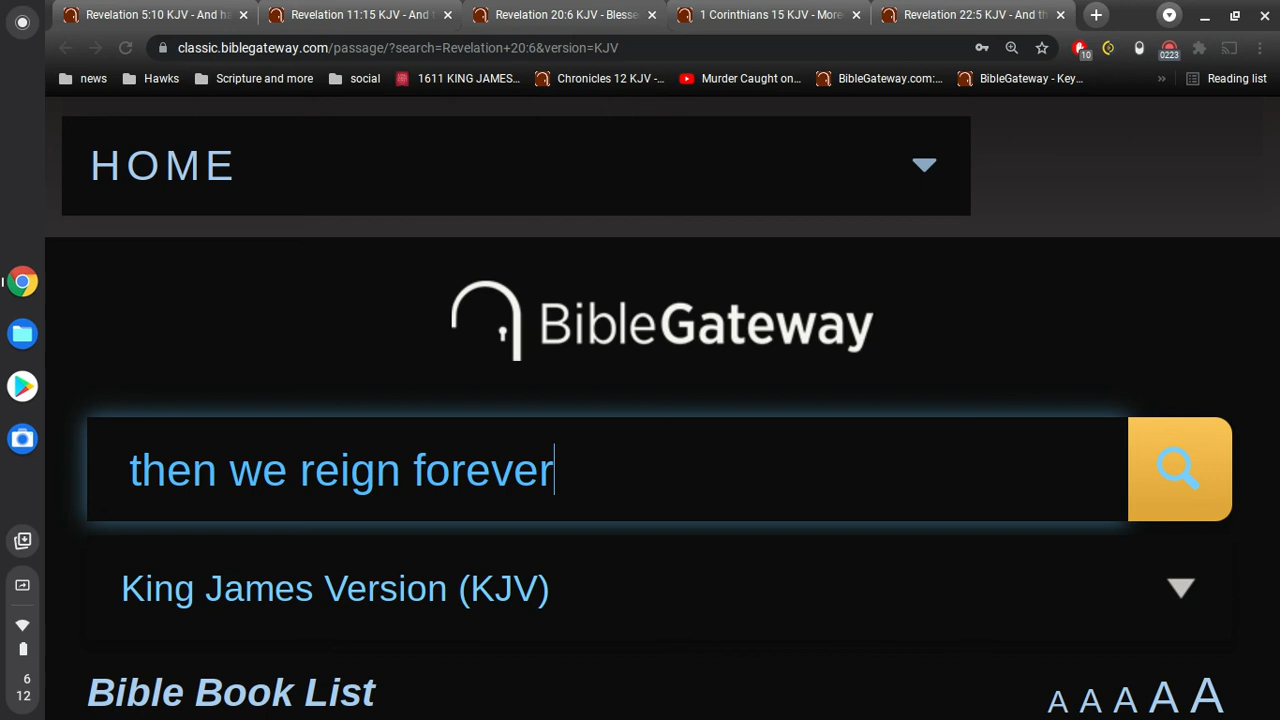 Revelation 5:10 KJV - And ha
Revelation 11:15 KJV - And t
Revelation 20:6 KJV - Blesse
1 Corinthians 15 KJV - More
Revelation 22:5 KJV - And th
classic.biblegateway.com/passage/?search=Revelation+20:6&version=KJV
10
0223
news
Hawks
Scripture and more
social
1611 KING JAMES...
Chronicles 12 KJV -...
Murder Caught on...
BibleGateway.com:...
BibleGateway - Key...
»
Reading list
HOME
BibleGateway
then we reign forever
King James Version (KJV)
Bible Book List
A A A A A
6
12